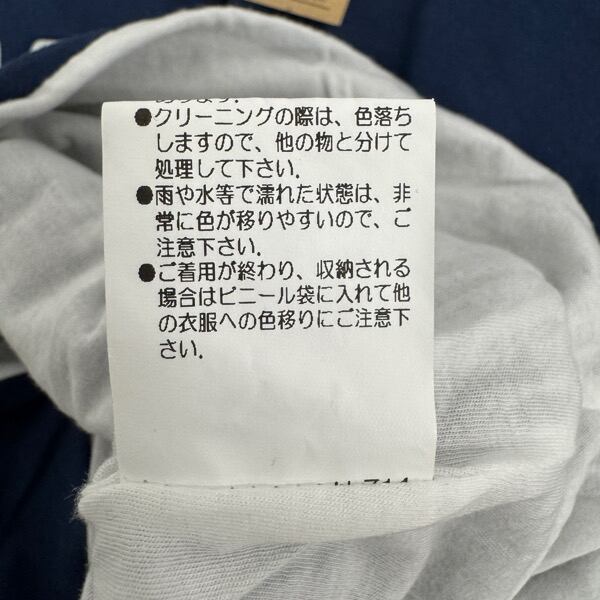 ●クリーニングの際は、色落ち
しますので、他の物と分けて
処理して下さい.
●雨や水等で濡れた状態は、非
常に色が移りやすいので、ご
注意下さい.
●ご着用が終わり、収納される
場合はビニール袋に入れて他
の衣服への色移りにご注意下
さい.